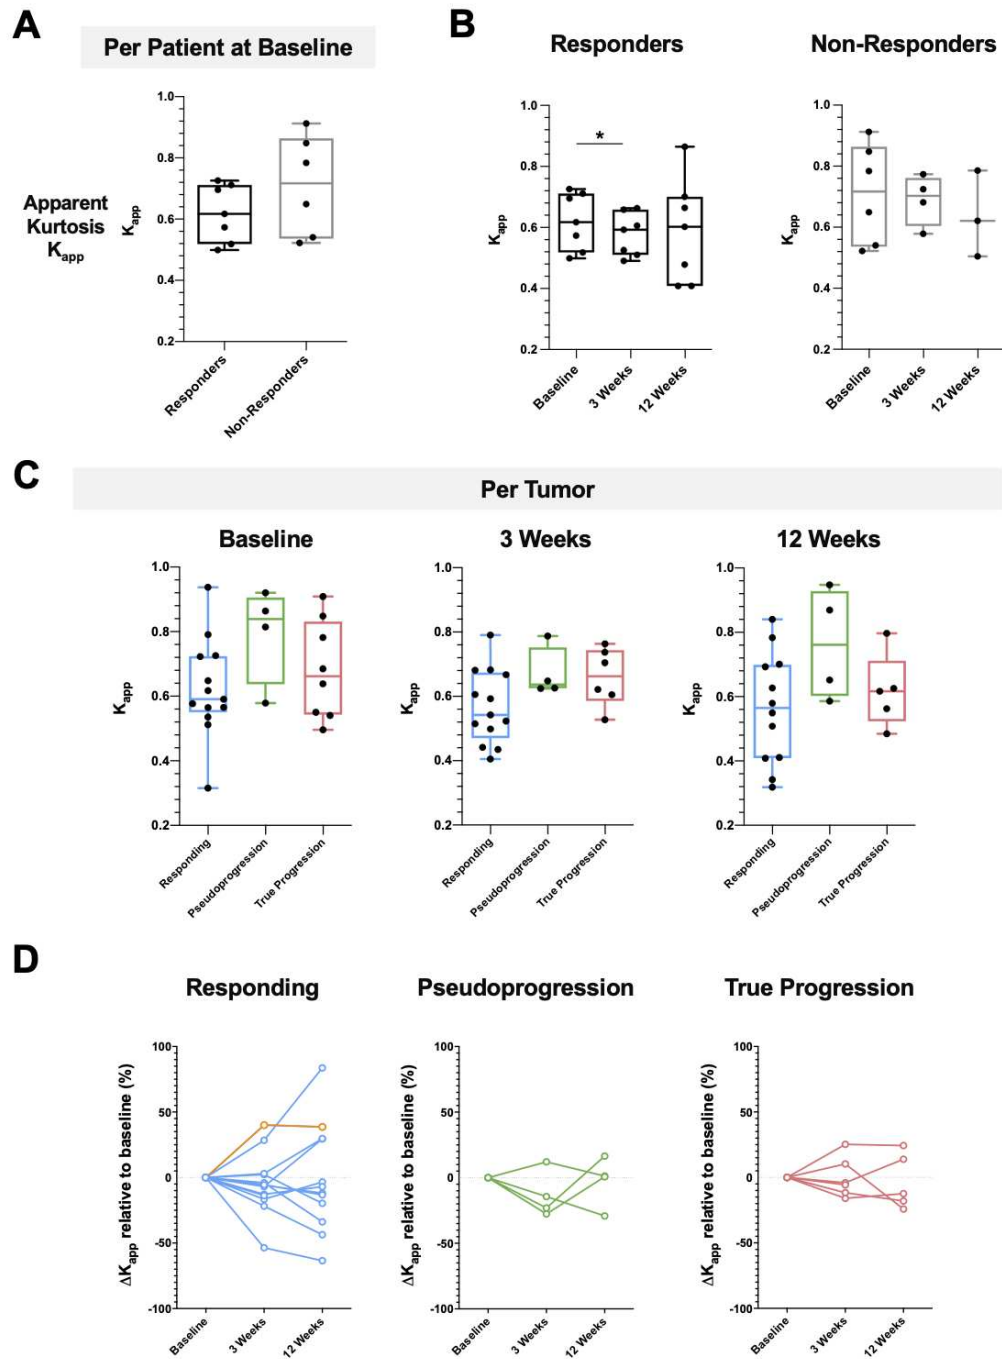 A
Per Patient at Baseline
Apparent
Kurtosis
Kapp
Kapp
1.0
0.8
0.6
0.4
0.2
Responders
Non-Responders
B
Responders
Kapp
1.0
0.8
0.6
0.4
0.2
*
Baseline
3 Weeks
12 Weeks
Non-Responders
Kapp
1.0
0.8
0.6
0.4
0.2
Baseline
3 Weeks
12 Weeks
C
Per Tumor
Baseline
Kapp
1.0
0.8
0.6
0.4
0.2
Responding
Pseudoprogression
True Progression
3 Weeks
Kapp
1.0
0.8
0.6
0.4
0.2
Responding
Pseudoprogression
True Progression
12 Weeks
Kapp
1.0
0.8
0.6
0.4
0.2
Responding
Pseudoprogression
True Progression
D
Responding
ΔKapp relative to baseline (%)
100
50
0
-50
-100
Baseline
3 Weeks
12 Weeks
Pseudoprogression
ΔKapp relative to baseline (%)
100
50
0
-50
-100
Baseline
3 Weeks
12 Weeks
True Progression
ΔKapp relative to baseline (%)
100
50
0
-50
-100
Baseline
3 Weeks
12 Weeks